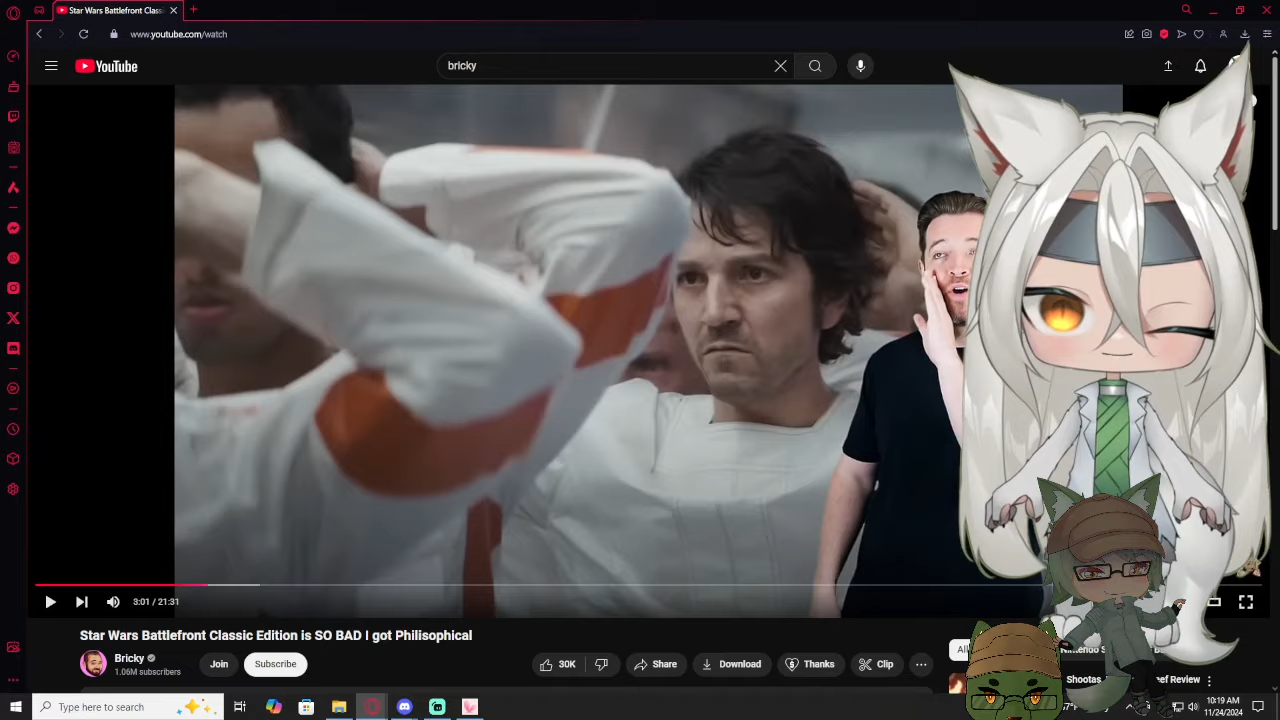 Star Wars Battlefront Class
www.youtube.com/watch
YouTube
bricky
3:01 / 21:31
Star Wars Battlefront Classic Edition is SO BAD I got Philisophical
Bricky
1.06M subscribers
Join
Subscribe
30K
Share
Download
Thanks
Clip
Shootas
eef Review
Type here to search
10:19 AM
11/24/2024